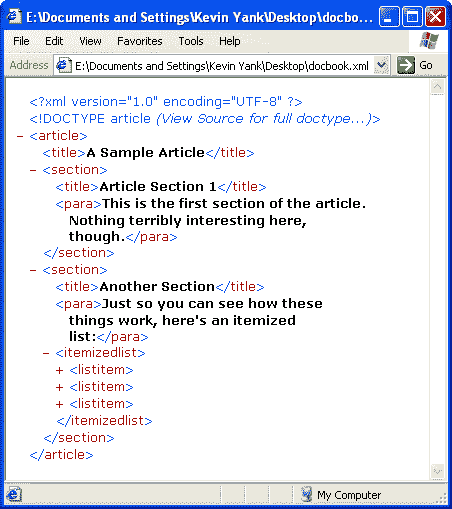 E:\Documents and Settings\Kevin Yank\Desktop\docbo...
File Edit View Favorites Tools Help
Address E:\Documents and Settings\Kevin Yank\Desktop\docbook.xml Go
<?xml version="1.0" encoding="UTF-8" ?>
<!DOCTYPE article (View Source for full doctype...)>
- <article>
<title>A Sample Article</title>
- <section>
<title>Article Section 1</title>
<para>This is the first section of the article.
Nothing terribly interesting here,
though.</para>
</section>
- <section>
<title>Another Section</title>
<para>Just so you can see how these
things work, here's an itemized
list:</para>
- <itemizedlist>
+ <listitem>
+ <listitem>
+ <listitem>
</itemizedlist>
</section>
</article>
My Computer